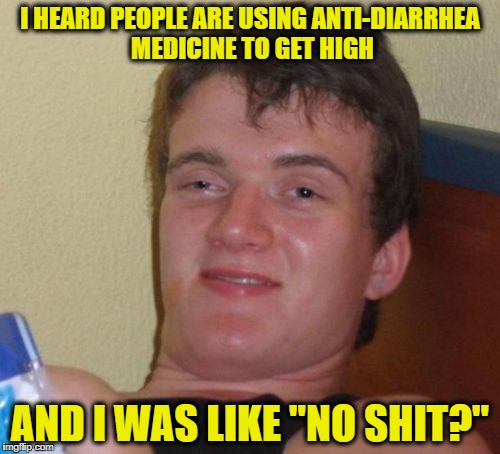 I HEARD PEOPLE ARE USING ANTI-DIARRHEA
MEDICINE TO GET HIGH
AND I WAS LIKE "NO SHIT?"
imgflip.com